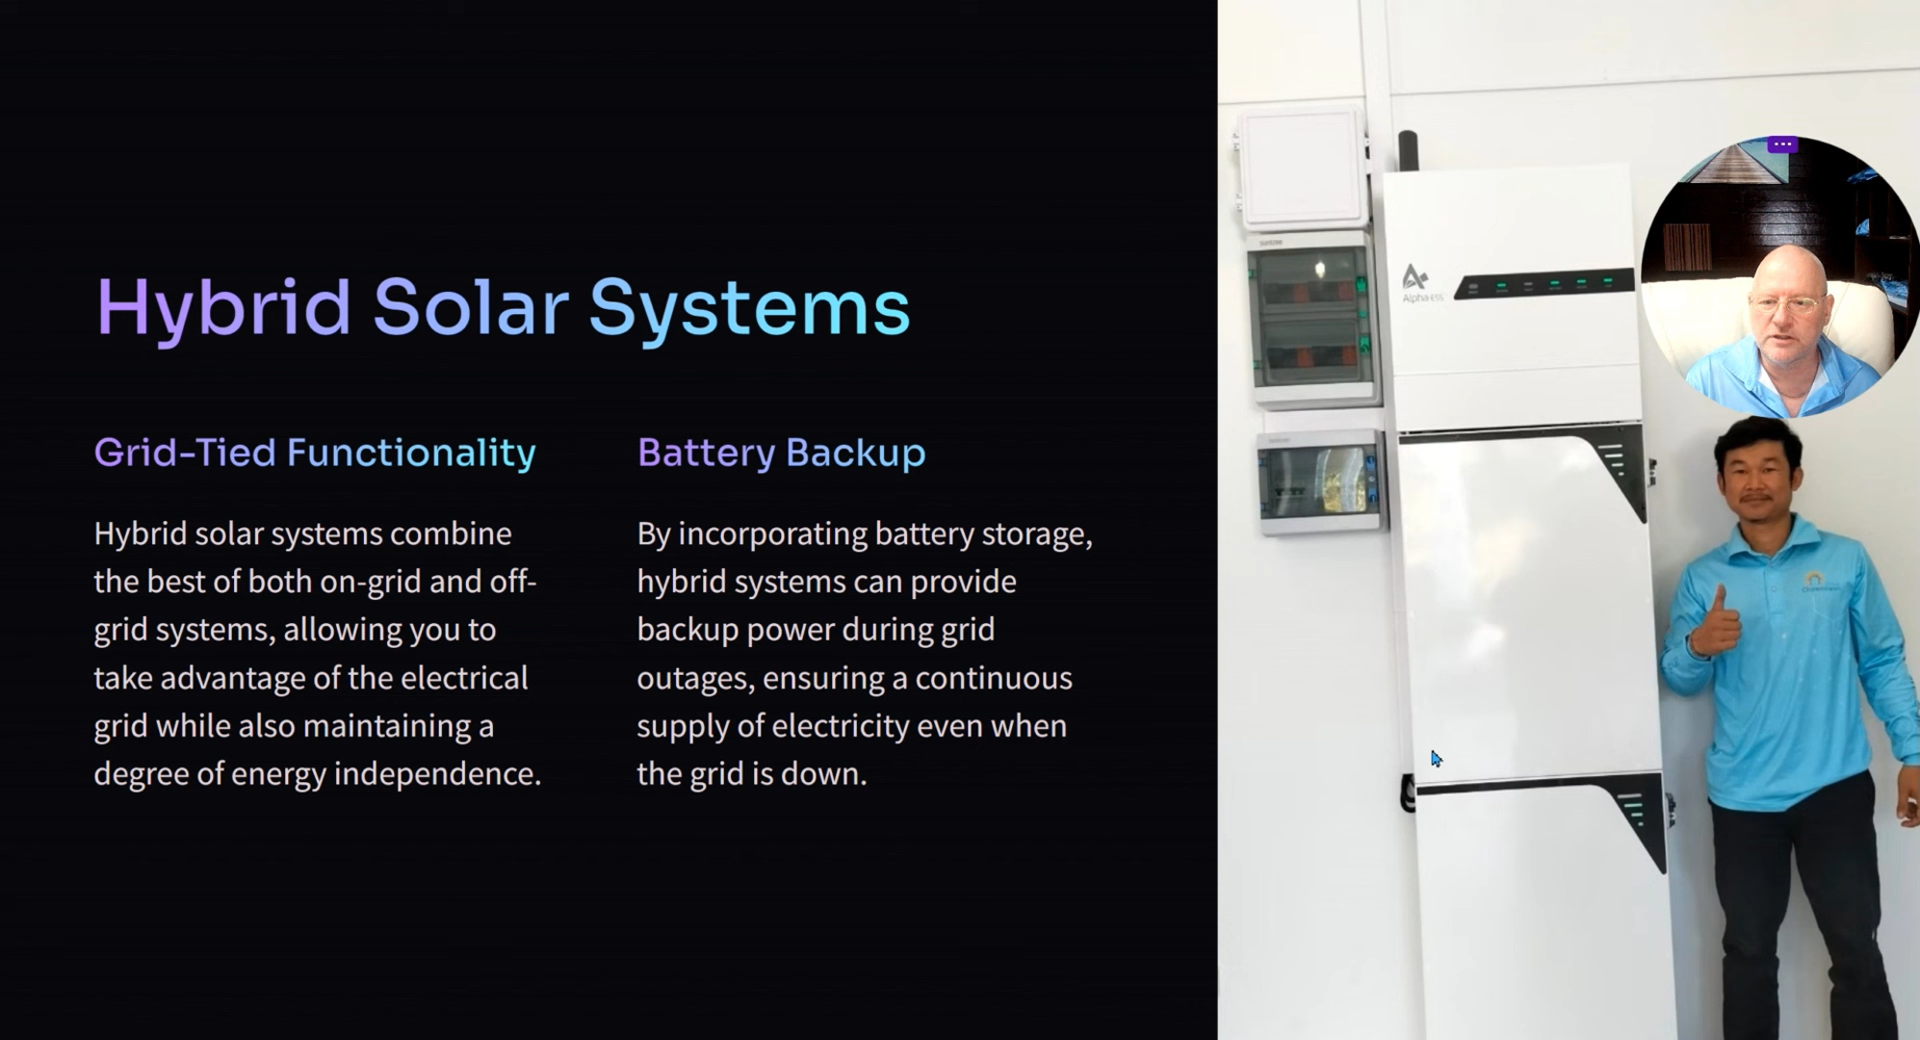 Hybrid Solar Systems
Grid-Tied Functionality
Hybrid solar systems combine
the best of both on-grid and off-
grid systems, allowing you to
take advantage of the electrical
grid while also maintaining a
degree of energy independence.
Battery Backup
By incorporating battery storage,
hybrid systems can provide
backup power during grid
outages, ensuring a continuous
supply of electricity even when
the grid is down.
AlphaESS